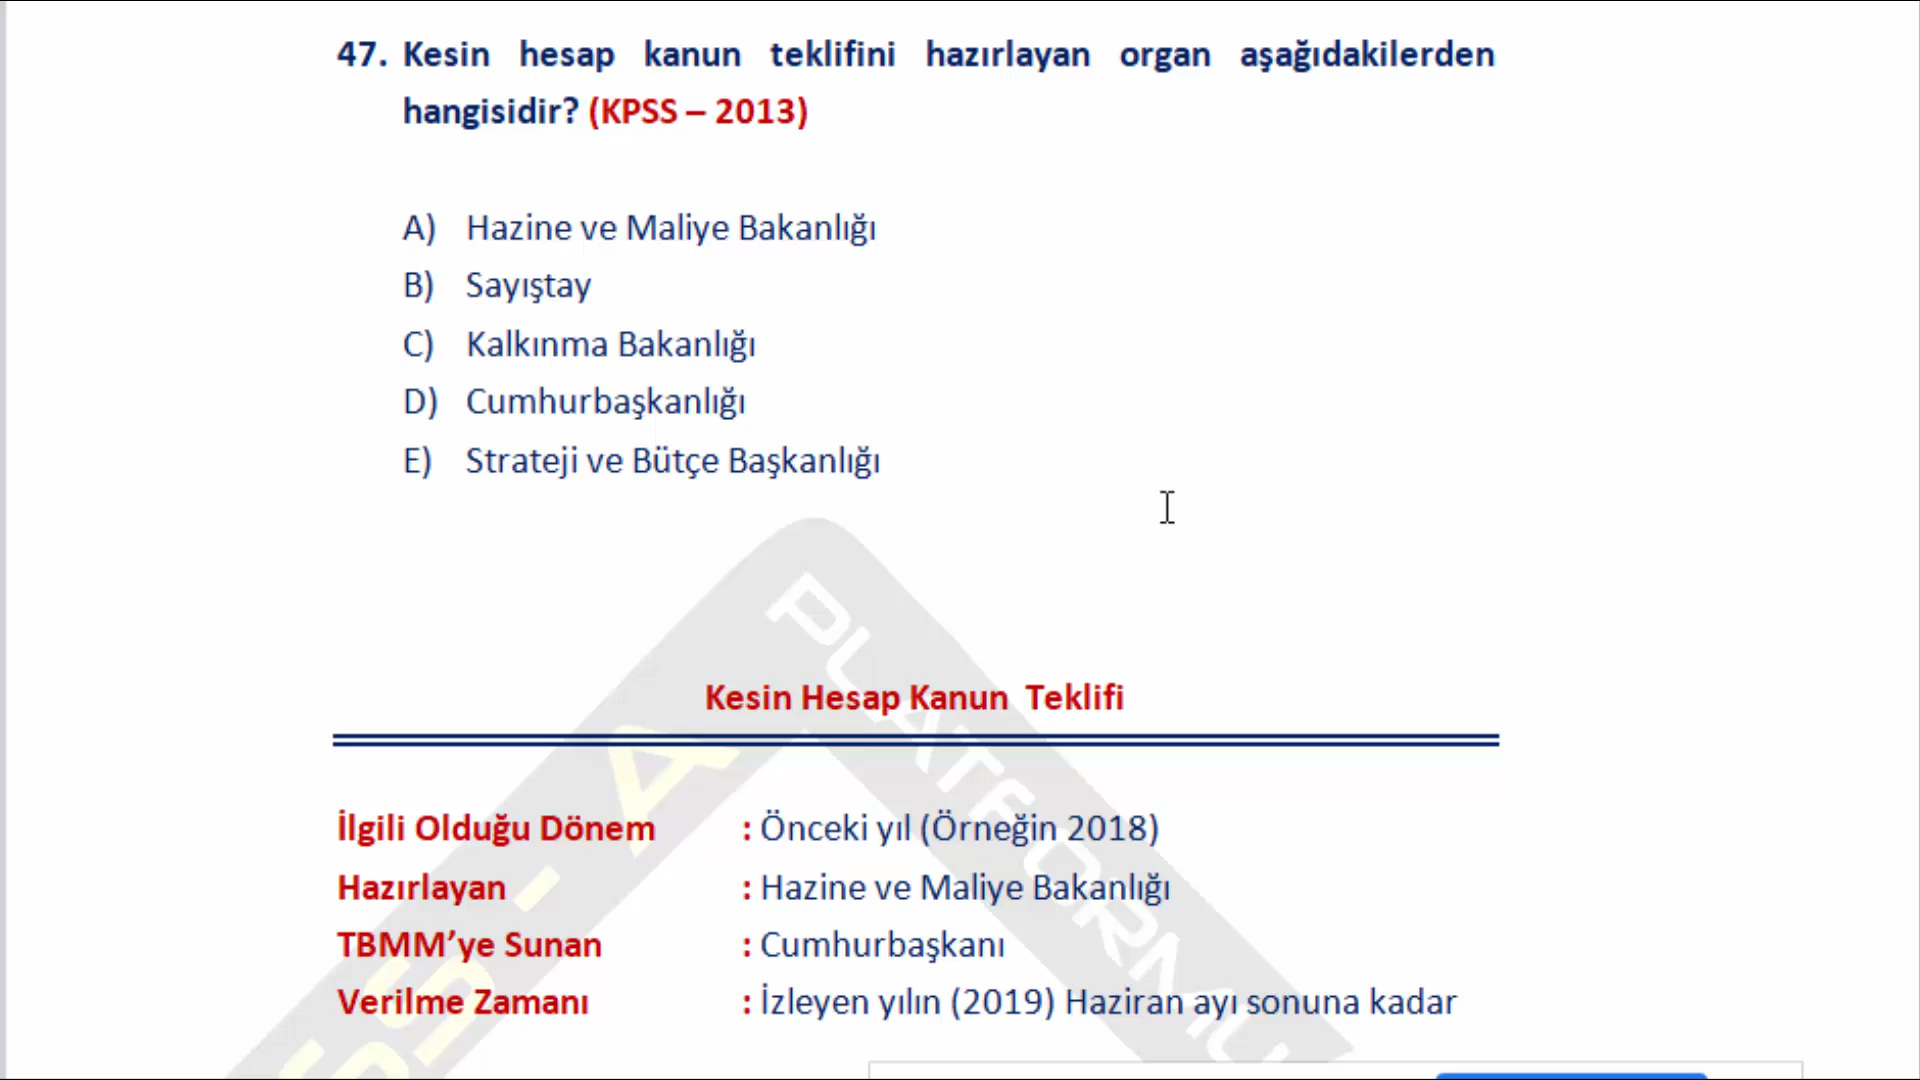 47. Kesin hesap kanun teklifini hazırlayan organ aşağıdakilerden
hangisidir? (KPSS – 2013)
A) Hazine ve Maliye Bakanlığı
B) Sayıştay
C) Kalkınma Bakanlığı
D) Cumhurbaşkanlığı
E) Strateji ve Bütçe Başkanlığı
Kesin Hesap Kanun Teklifi
İlgili Olduğu Dönem : Önceki yıl (Örneğin 2018)
Hazırlayan : Hazine ve Maliye Bakanlığı
TBMM’ye Sunan : Cumhurbaşkanı
Verilme Zamanı : İzleyen yılın (2019) Haziran ayı sonuna kadar
S - A
PLATFORMU